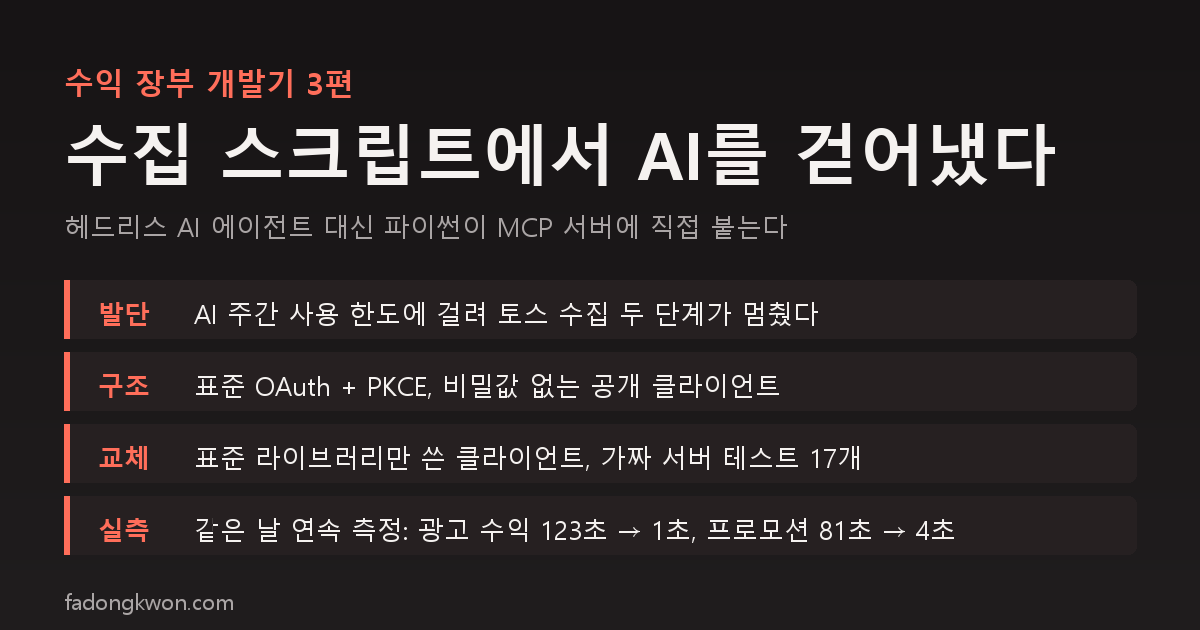 수익 장부 개발기 3편
수집 스크립트에서 AI를 걷어냈다
헤드리스 AI 에이전트 대신 파이썬이 MCP 서버에 직접 붙는다
발단 AI 주간 사용 한도에 걸려 토스 수집 두 단계가 멈췄다
구조 표준 OAuth + PKCE, 비밀값 없는 공개 클라이언트
교체 표준 라이브러리만 쓴 클라이언트, 가짜 서버 테스트 17개
실측 같은 날 연속 측정: 광고 수익 123초 → 1초, 프로모션 81초 → 4초
fadongkwon.com